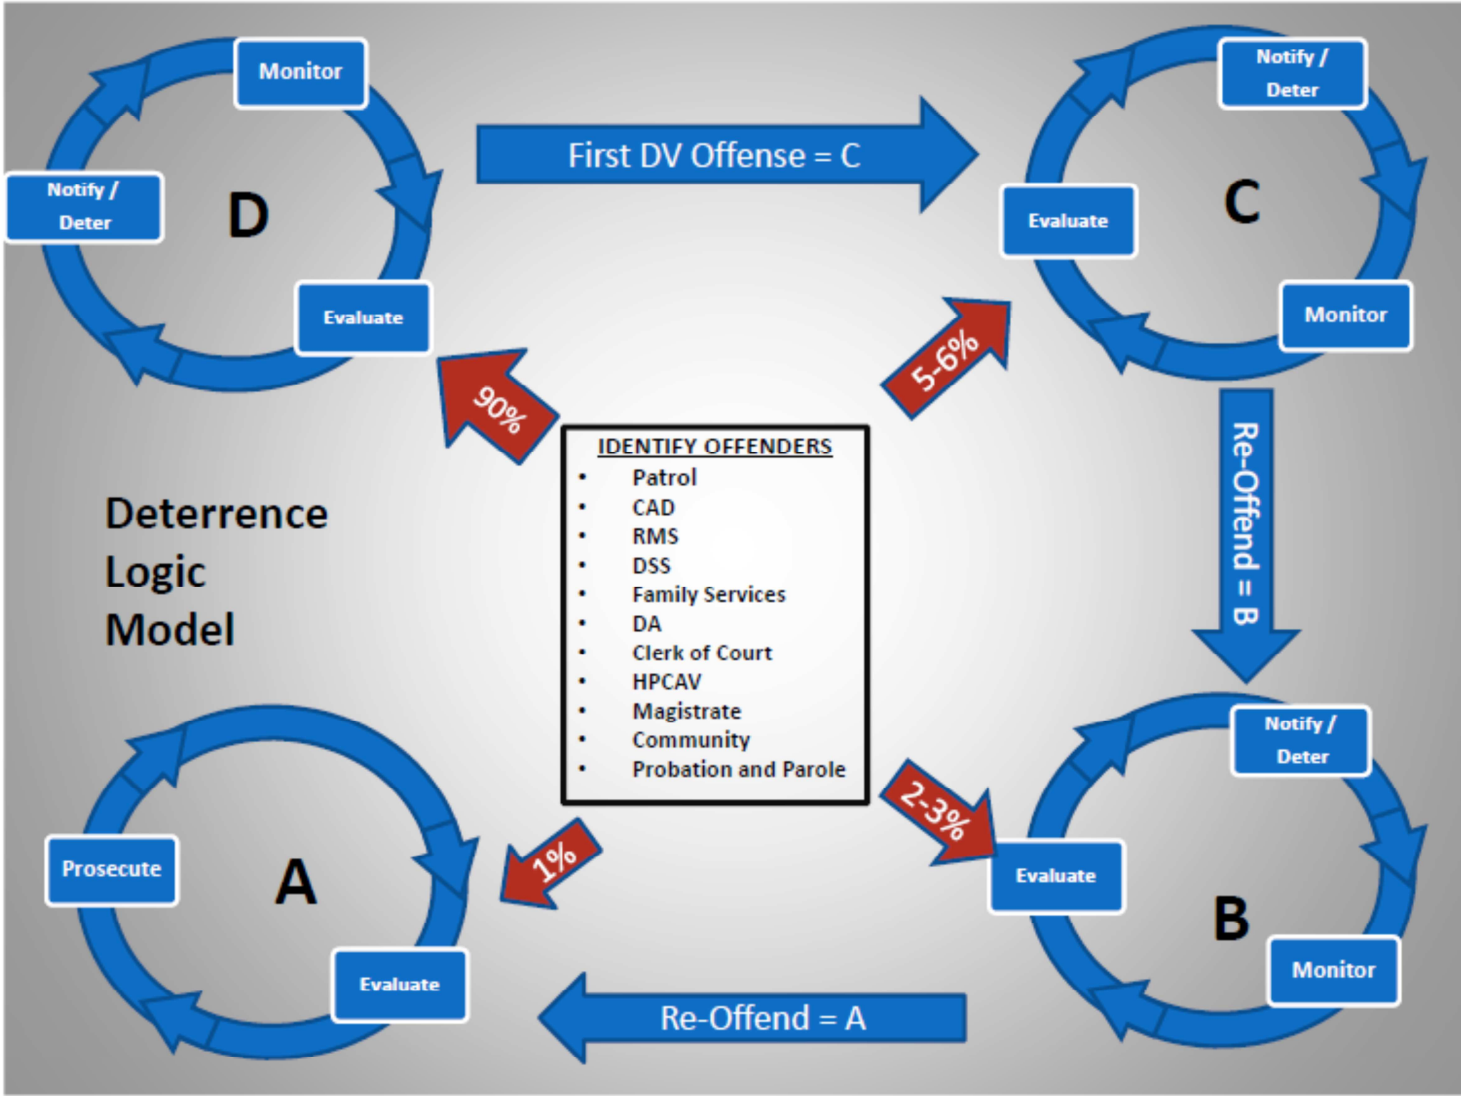 Monitor
Notify /
Deter
D
Evaluate
First DV Offense = C
Notify /
Deter
Evaluate
C
Monitor
90%
5-6%
Deterrence
Logic
Model
IDENTIFY OFFENDERS
• Patrol
• CAD
• RMS
• DSS
• Family Services
• DA
• Clerk of Court
• HPCAV
• Magistrate
• Community
• Probation and Parole
Re-Offend = B
1%
2-3%
Prosecute
A
Evaluate
Notify /
Deter
Evaluate
B
Monitor
Re-Offend = A